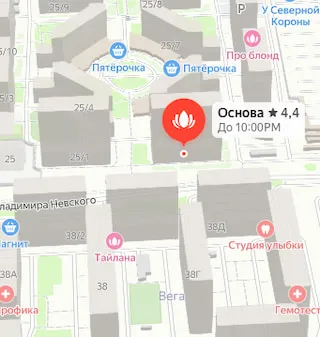 25/10
25/9
25/8
25/7
P
У Северной
Короны
Про блонд
Пятёрочка
Пятёрочка
25/4
Основа ★ 4,4
До 10:00PM
25
25/1
ладимира Невского
агнит
38/2
Тайлана
38Д
Студия улыбки
38А
38
38Г
Вега
рофика
Гемотест